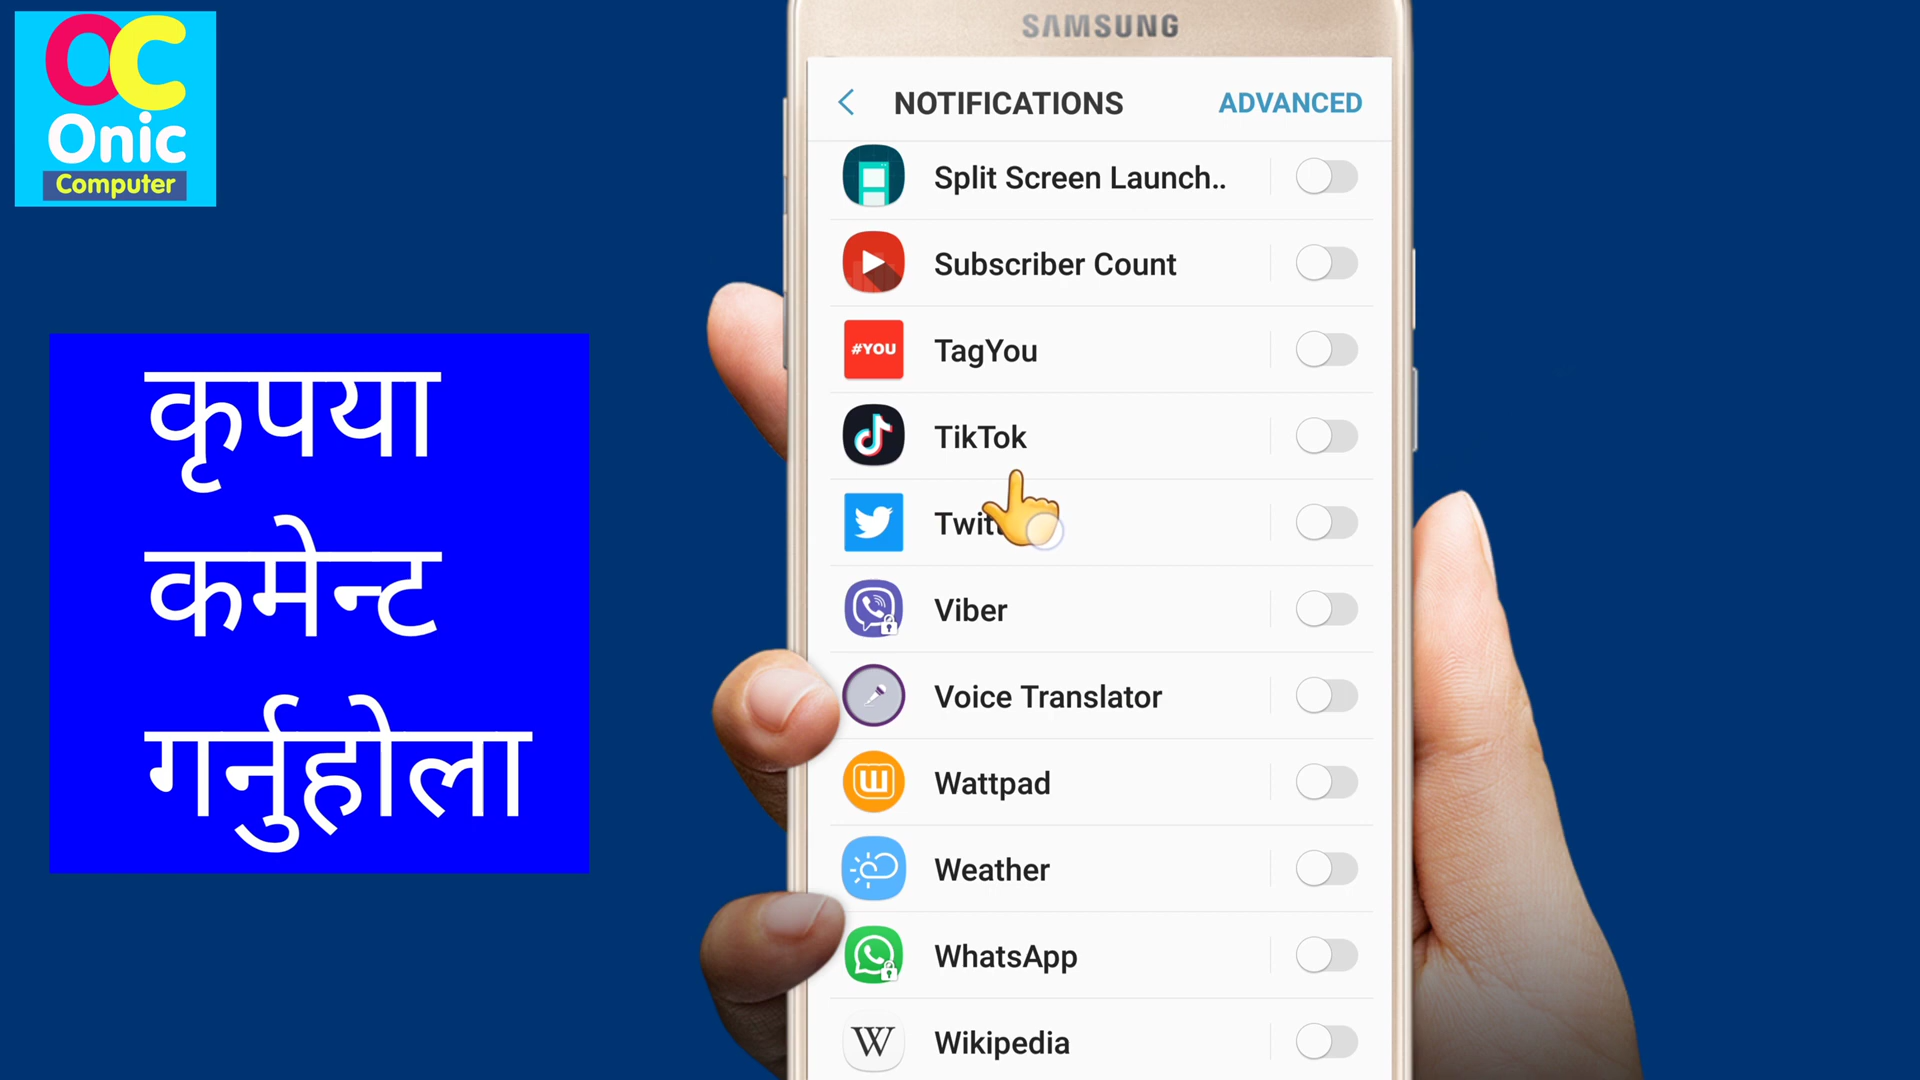 OC
Onic
Computer
कृपया
कमेन्ट
गर्नुहोला
SAMSUNG
NOTIFICATIONS
ADVANCED
Split Screen Launch..
Subscriber Count
#YOU
TagYou
TikTok
Viber
Voice Translator
Wattpad
Weather
WhatsApp
W
Wikipedia